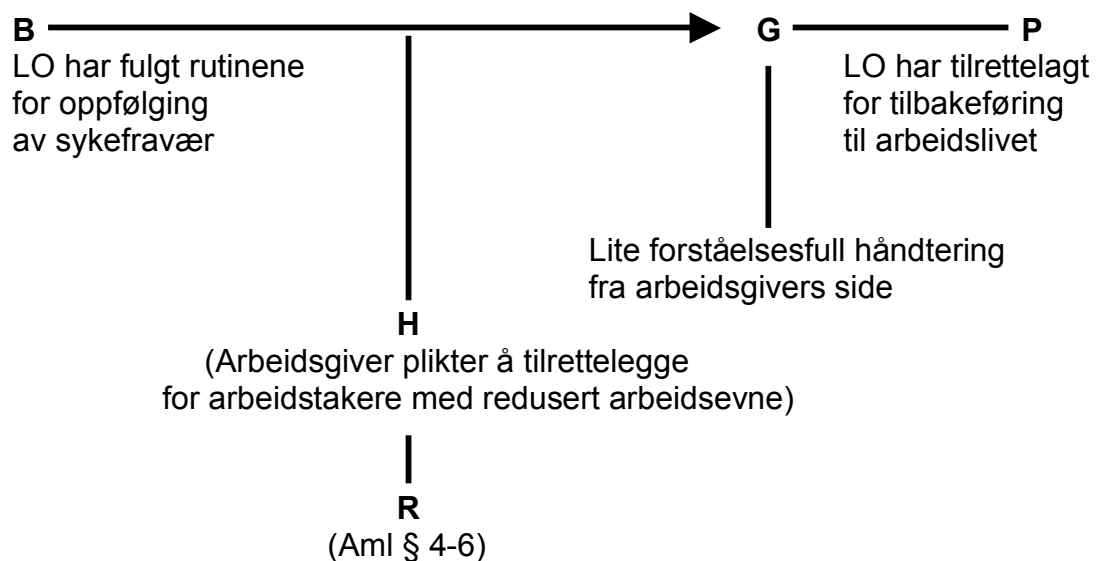 B G P
LO har fulgt rutinene
for oppfølging
av sykefravær
LO har tilrettelagt
for tilbakeføring
til arbeidslivet
Lite forståelsesfull håndtering
fra arbeidsgivers side
H
(Arbeidsgiver plikter å tilrettelegge
for arbeidstakere med redusert arbeidsevne)
R
(Aml § 4-6)